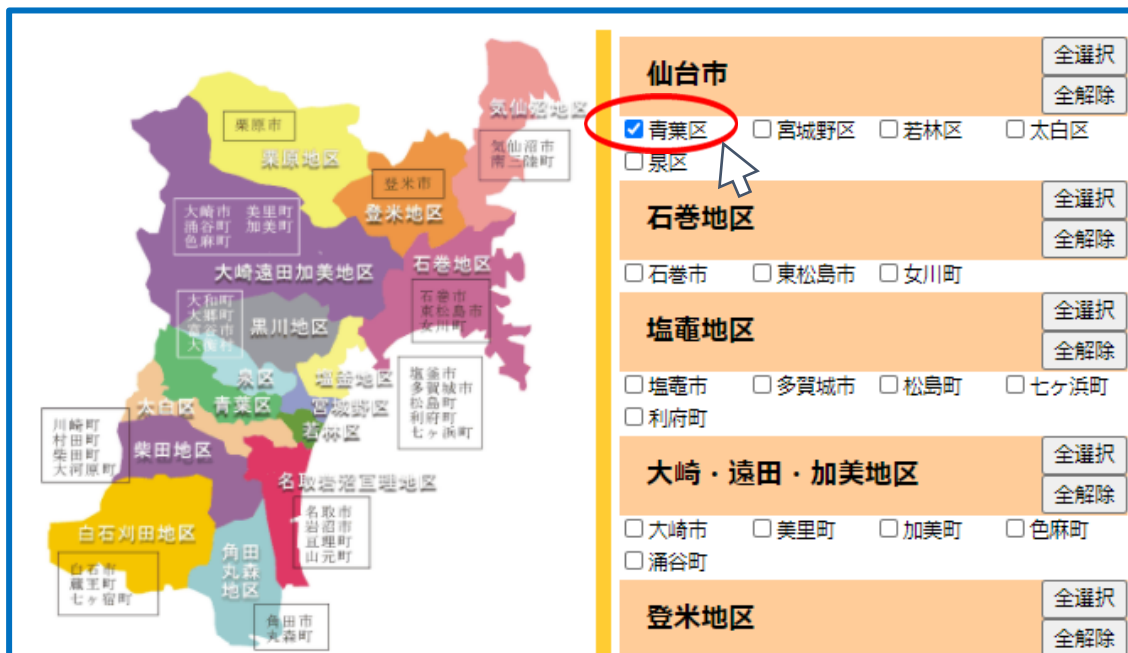 気仙沼地区
気仙沼市
南三陸町
栗原市
栗原地区
登米市
登米地区
大崎市 美里町
涌谷町 加美町
色麻町
大崎遠田加美地区
石巻地区
石巻市
東松島市
女川町
大和町
大郷町
富谷市
大衡村
黒川地区
泉区
塩釜地区
塩釜市
多賀城市
松島町
利府町
七ヶ浜町
太白区
青葉区
宮城野区
若林区
川崎町
村田町
柴田町
大河原町
柴田地区
名取岩沼亘理地区
名取市
岩沼市
亘理町
山元町
白石刈田地区
白石市
蔵王町
七ヶ宿町
角田
丸森
地区
角田市
丸森町
仙台市
全選択
全解除
青葉区 宮城野区 若林区 太白区
泉区
石巻地区
全選択
全解除
石巻市 東松島市 女川町
塩竈地区
全選択
全解除
塩竈市 多賀城市 松島町 七ヶ浜町
利府町
大崎・遠田・加美地区
全選択
全解除
大崎市 美里町 加美町 色麻町
涌谷町
登米地区
全選択
全解除